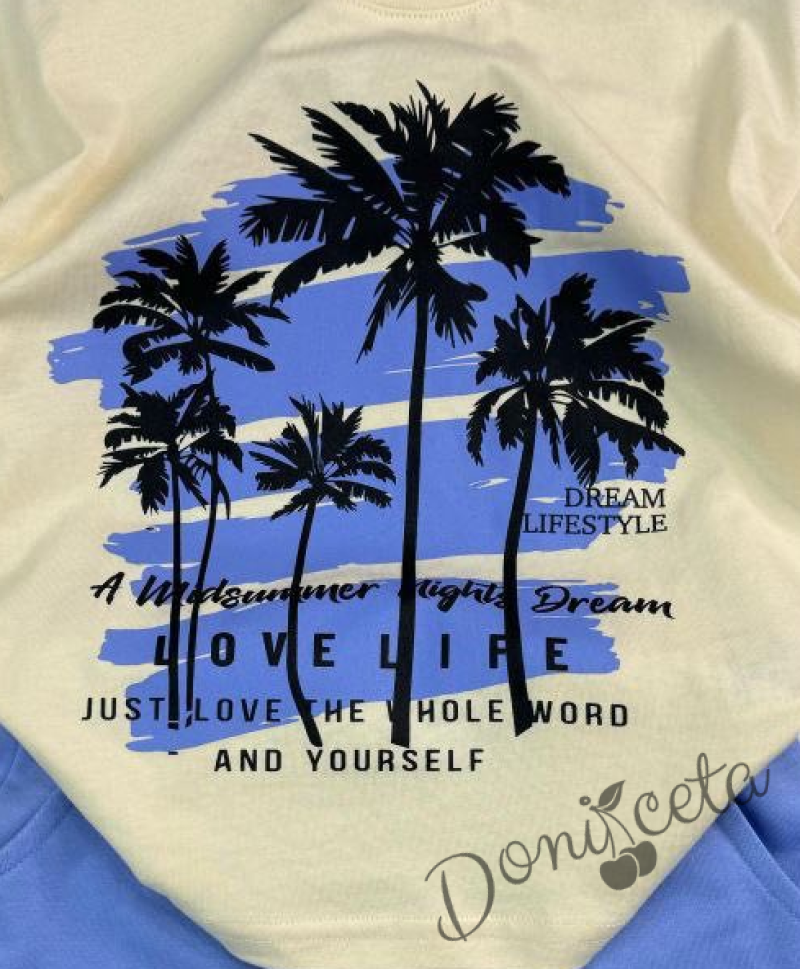 DREAM
LIFESTYLE
A Midsummer Nights Dream
LOVE LIFE
JUST LOVE THE WHOLE WORD
AND YOURSELF
Doniceta